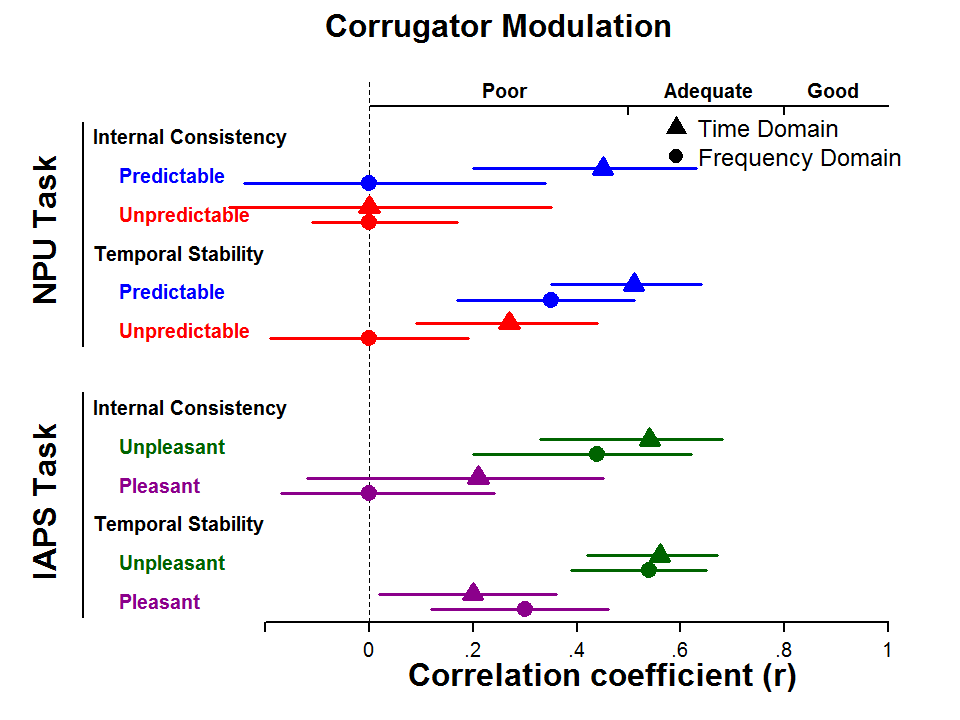 Corrugator Modulation
Poor Adequate Good
Time Domain
Frequency Domain
NPU Task
Internal Consistency
Predictable
Unpredictable
Temporal Stability
Predictable
Unpredictable
IAPS Task
Internal Consistency
Unpleasant
Pleasant
Temporal Stability
Unpleasant
Pleasant
0 .2 .4 .6 .8 1
Correlation coefficient (r)